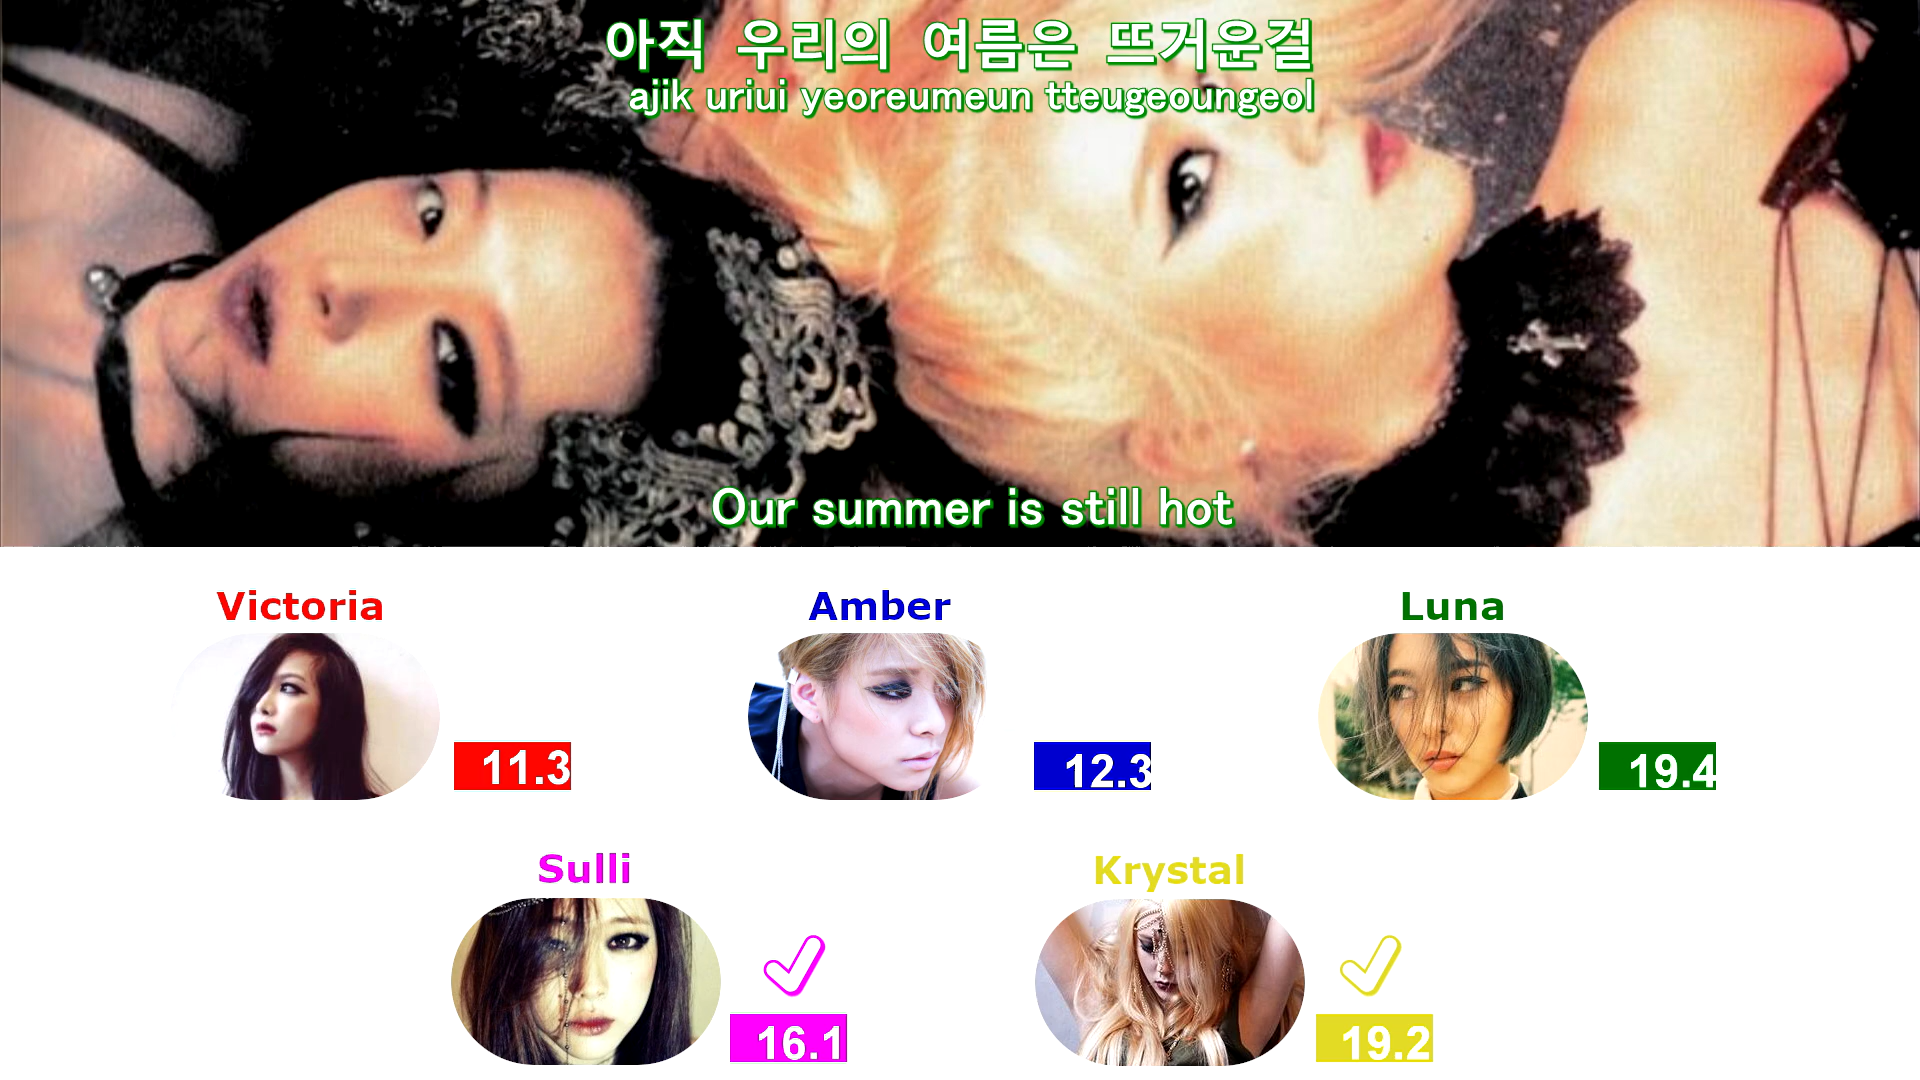 아직 우리의 여름은 뜨거운걸
ajik uriui yeoreumeun tteugeoungeol
Our summer is still hot
Victoria
Amber
Luna
11.3
12.3
19.4
Sulli
Krystal
16.1
19.2